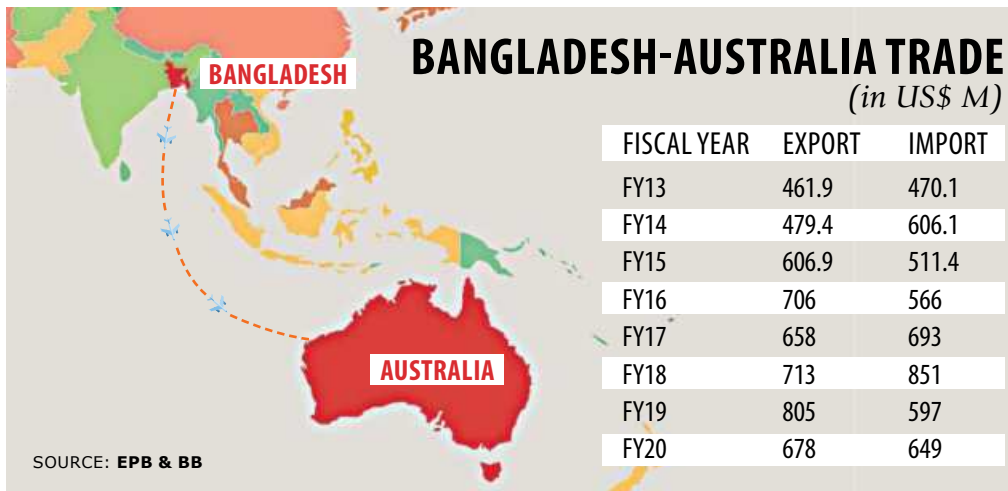 BANGLADESH-AUSTRALIA TRADE
(in US$ M)
BANGLADESH
AUSTRALIA
FISCAL YEAR EXPORT IMPORT
FY13 461.9 470.1
FY14 479.4 606.1
FY15 606.9 511.4
FY16 706 566
FY17 658 693
FY18 713 851
FY19 805 597
FY20 678 649
SOURCE: EPB & BB